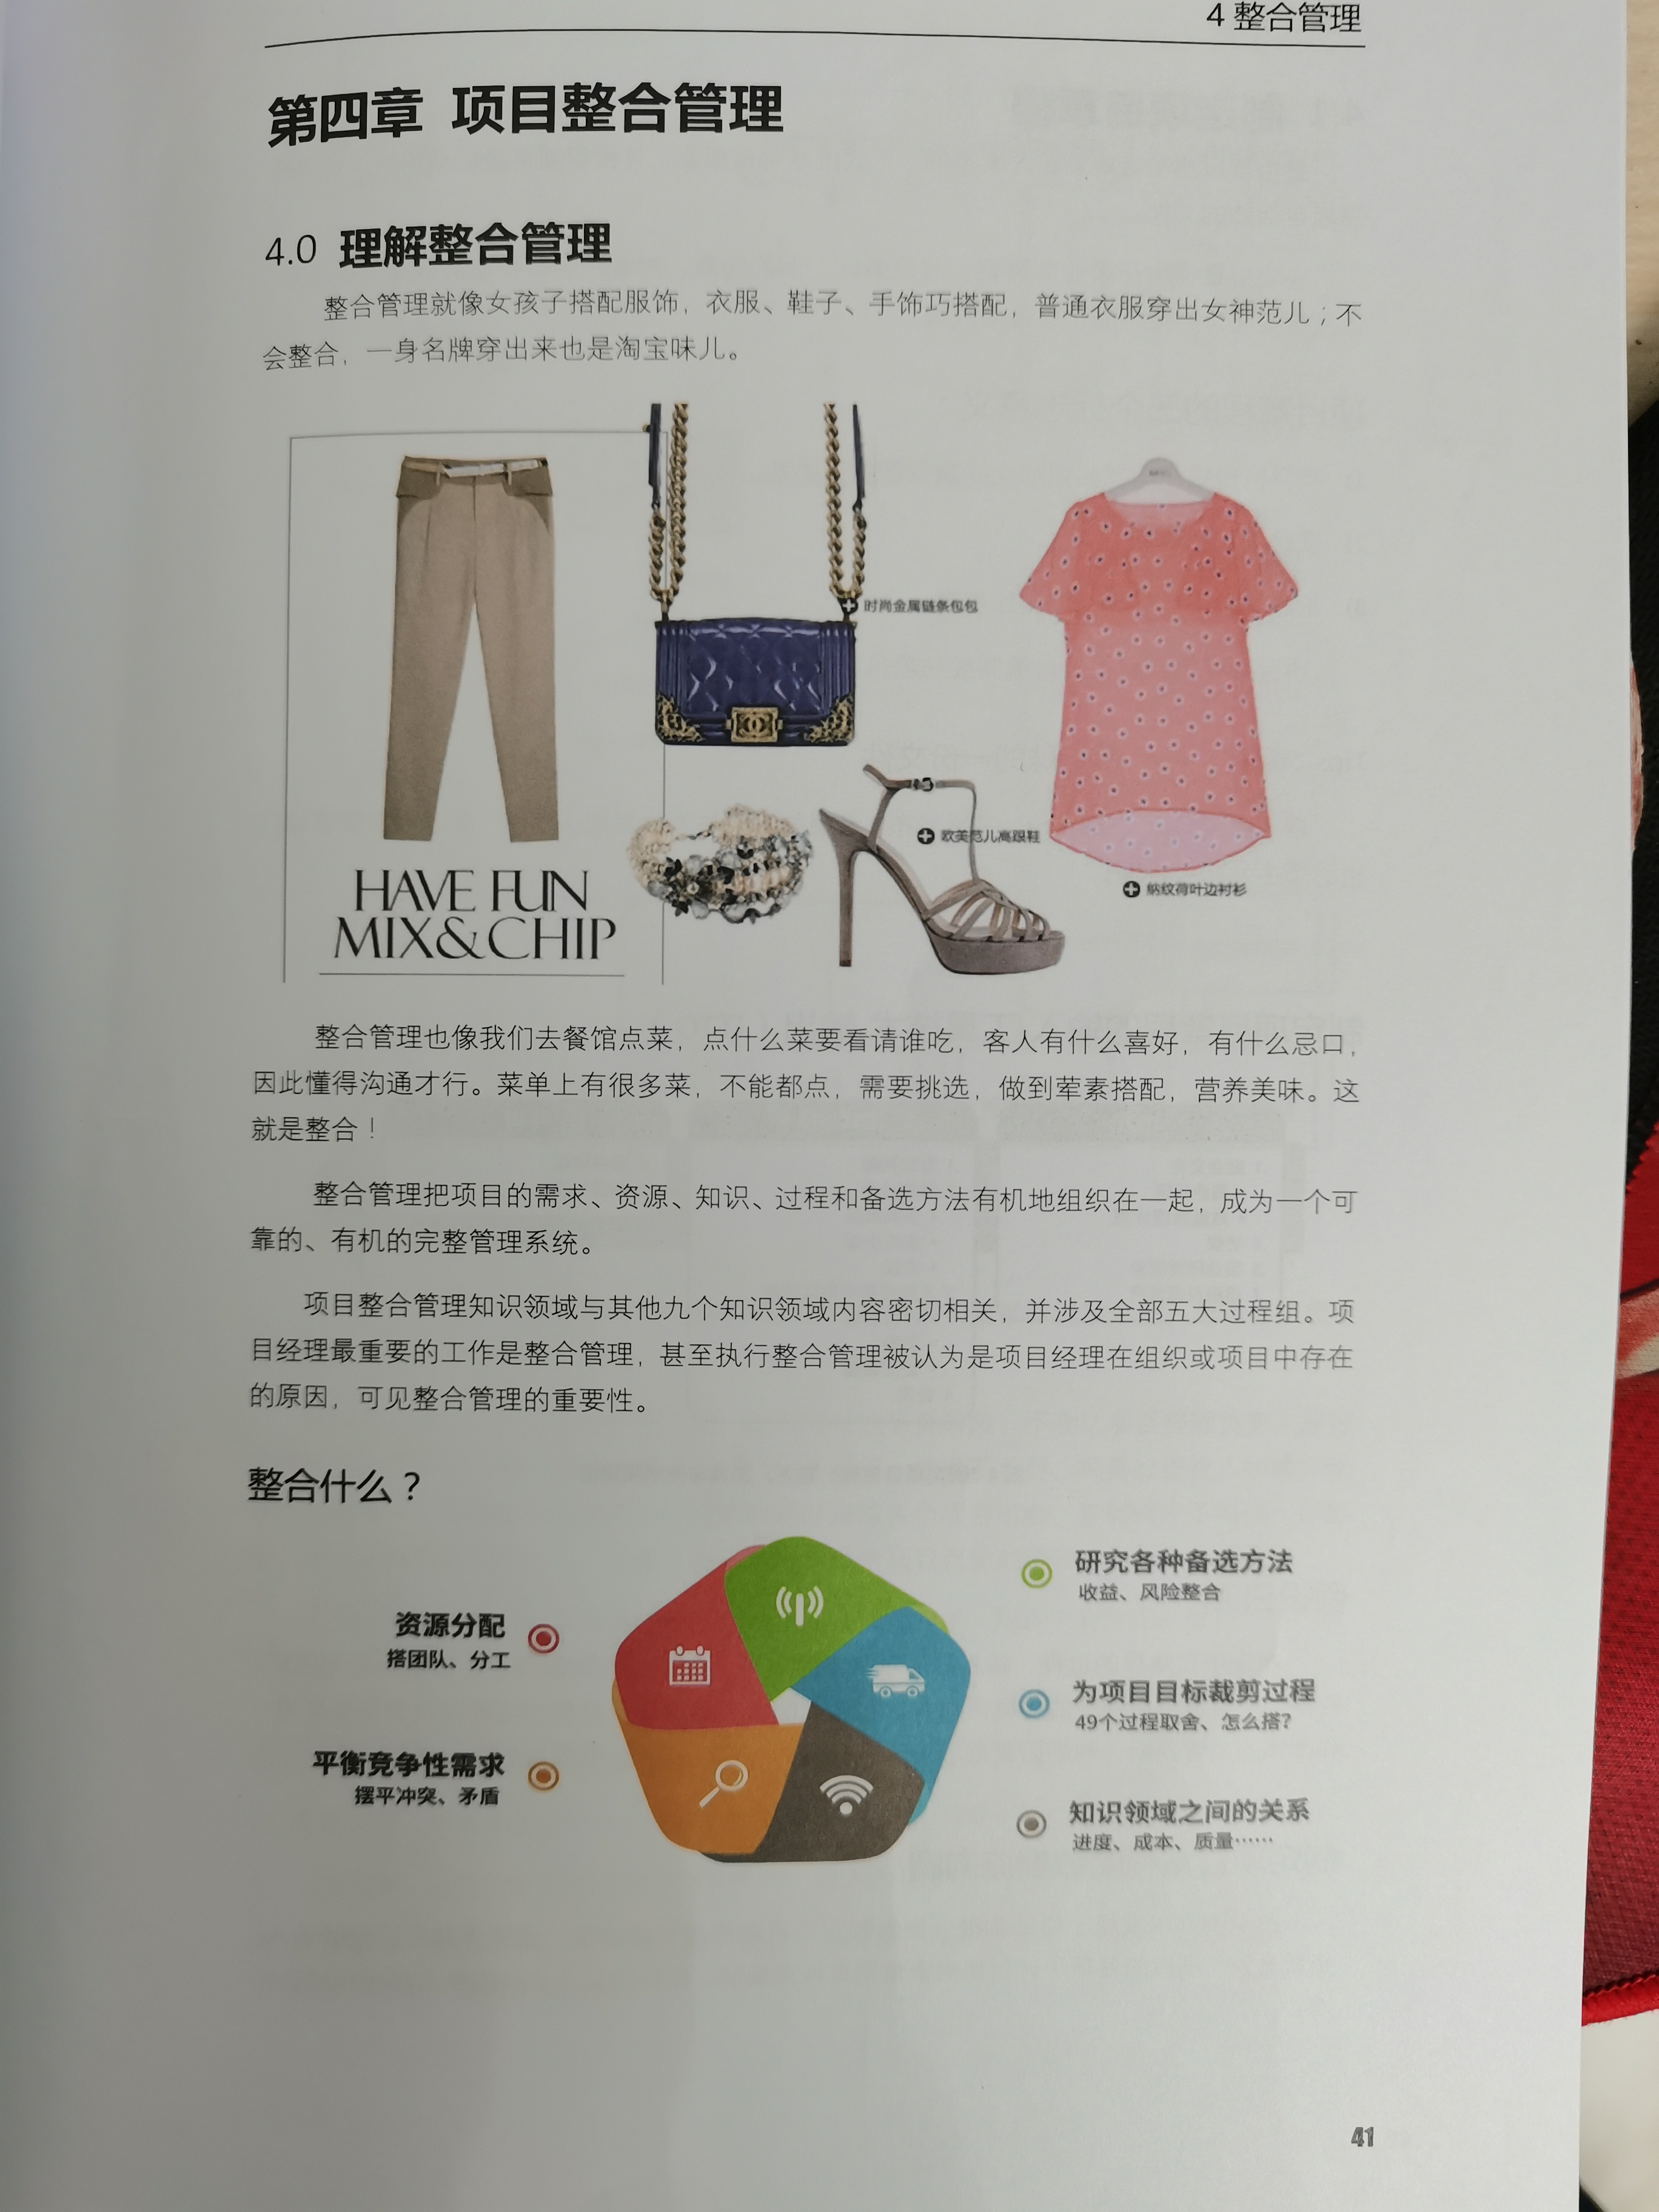 4 整合管理
第四章 项目整合管理
4.0 理解整合管理
整合管理就像女孩子搭配服饰，衣服、鞋子、手饰巧搭配，普通衣服穿出女神范儿；不
会整合，一身名牌穿出来也是淘宝味儿。
时尚金属链条包包
欧美范儿高跟鞋
纳纹荷叶边衬衫
HAVE FUN
MIX&CHIP
整合管理也像我们去餐馆点菜，点什么菜要看请谁吃，客人有什么喜好，有什么忌口，
因此懂得沟通才行。菜单上有很多菜，不能都点，需要挑选，做到荤素搭配，营养美味。这
就是整合！
整合管理把项目的需求、资源、知识、过程和备选方法有机地组织在一起，成为一个可
靠的、有机的完整管理系统。
项目整合管理知识领域与其他九个知识领域内容密切相关，并涉及全部五大过程组。项
目经理最重要的工作是整合管理，甚至执行整合管理被认为是项目经理在组织或项目中存在
的原因，可见整合管理的重要性。
整合什么？
资源分配
搭团队、分工
平衡竞争性需求
摆平冲突、矛盾
研究各种备选方法
收益、风险整合
为项目目标裁剪过程
49个过程取舍、怎么搭？
知识领域之间的关系
进度、成本、质量……
41